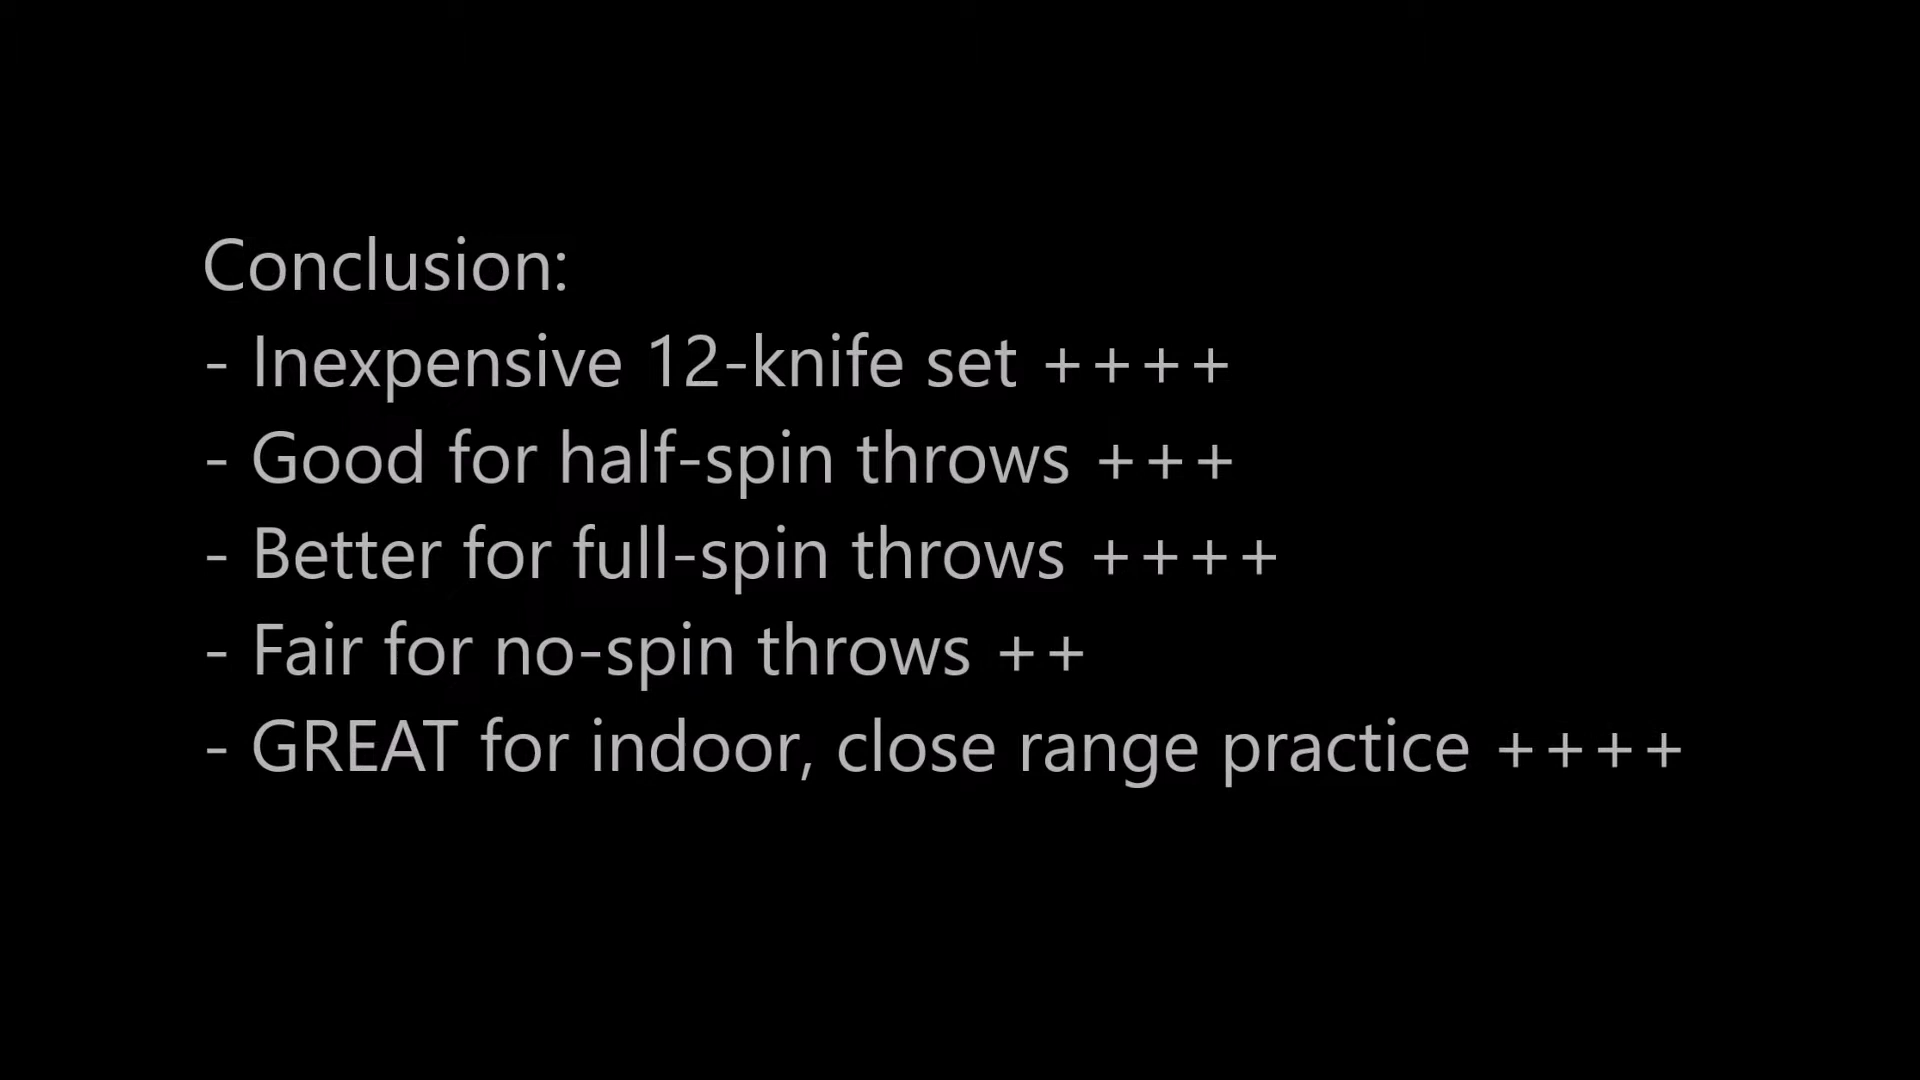 Conclusion:
- Inexpensive 12-knife set ++++
- Good for half-spin throws +++
- Better for full-spin throws ++++
- Fair for no-spin throws ++
- GREAT for indoor, close range practice ++++